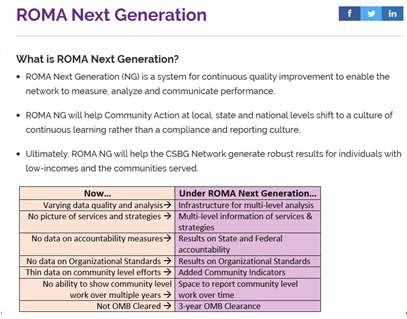 ROMA Next Generation
What is ROMA Next Generation?
• ROMA Next Generation (NG) is a system for continuous quality improvement to enable the
network to measure, analyze and communicate performance.
• ROMA NG will help Community Action at local, state and national levels shift to a culture of
continuous learning rather than a compliance and reporting culture.
• Ultimately, ROMA NG will help the CSBG Network generate robust results for individuals with
low-incomes and the communities served.
Now... Under ROMA Next Generation...
Varying data quality and analysis→ Infrastructure for multi-level analysis
No picture of services and strategies→ Multi-level information of services &
strategies
No data on accountability measures→ Results on State and Federal
accountability
No data on Organizational Standards→ Results on Organizational Standards
Thin data on community level efforts→ Added Community Indicators
No ability to show community level Space to report community level
work over multiple years→ work over time
Not OMB Cleared→ 3-year OMB Clearance